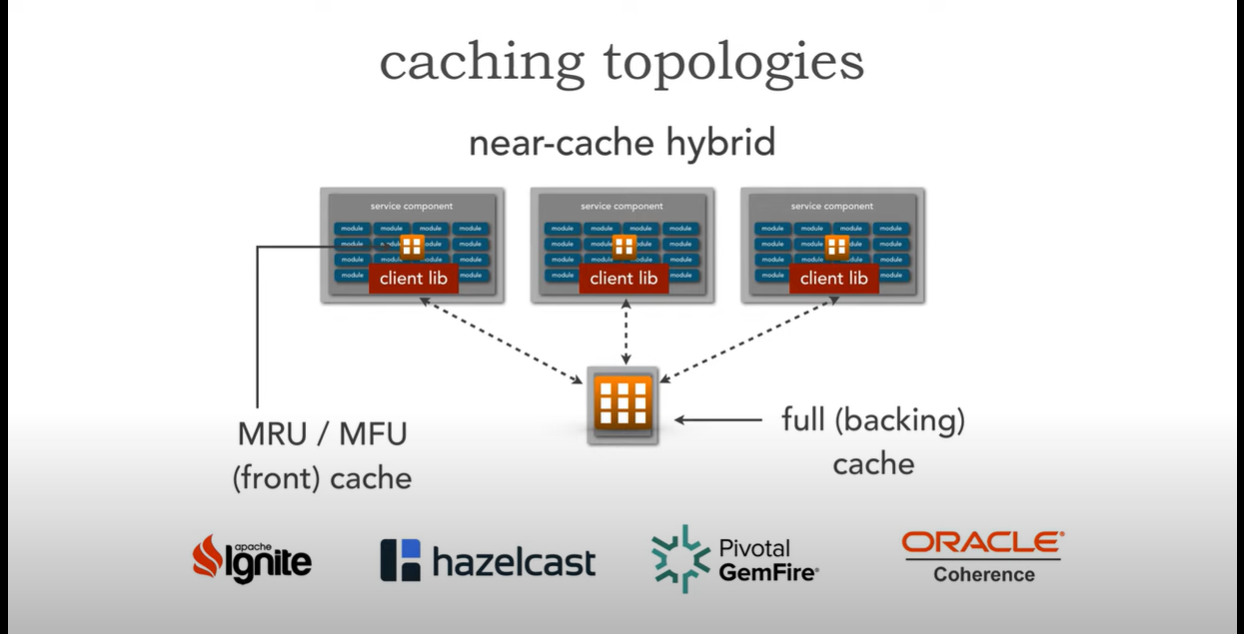 caching topologies
near-cache hybrid
service component
module module module module
module module module
module module module
module module
client lib
service component
module module module module
module module module
module module module
module module
client lib
service component
module module module module
module module module
module module module
module module
client lib
MRU / MFU
(front) cache
full (backing)
cache
apache
Ignite
hazelcast
Pivotal
GemFire®
ORACLE®
Coherence